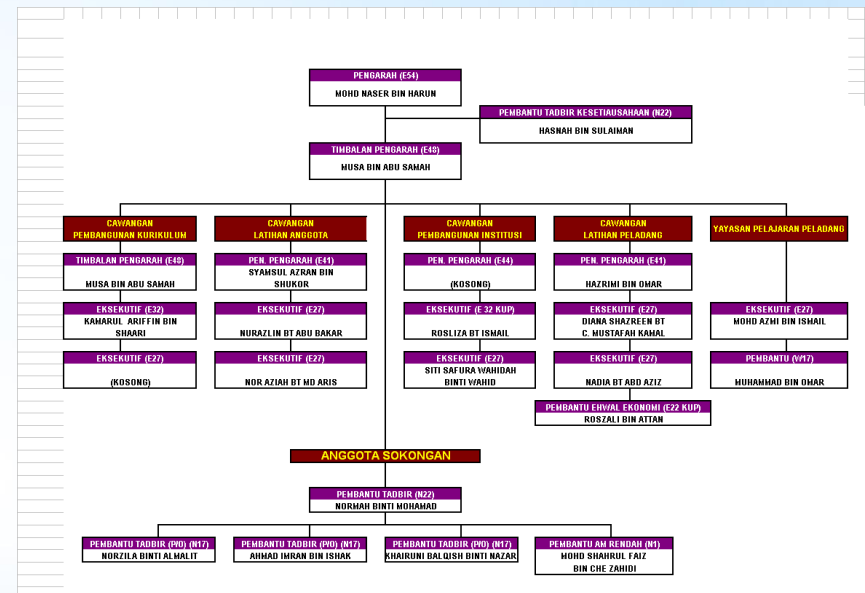 PENGARAH (E54)
MOHD NASER BIN HARUN
PEMBANTU TADBIR KESETIAUSAHAAN (N22)
HASNAH BIN SULAIMAN
TIMBALAN PENGARAH (E48)
MUSA BIN ABU SAMAH
CAWANGAN
PEMBANGUNAN KURIKULUM
TIMBALAN PENGARAH (E48)
MUSA BIN ABU SAMAH
EKSEKUTIF (E32)
KAMARUL ARIFFIN BIN
SHAARI
EKSEKUTIF (E27)
(KOSONG)
CAWANGAN
LATIHAN ANGGOTA
PEN. PENGARAH (E41)
SYAMSUL AZRAN BIN
SHUKOR
EKSEKUTIF (E27)
NURAZLIN BT ABU BAKAR
EKSEKUTIF (E27)
NOR AZIAH BT MD ARIS
CAWANGAN
PEMBANGUNAN INSTITUSI
PEN. PENGARAH (E44)
(KOSONG)
EKSEKUTIF (E 32 KUP)
ROSLIZA BT ISMAIL
EKSEKUTIF (E27)
SITI SAFURA WAHIDAH
BINTI WAHID
CAWANGAN
LATIHAN PELADANG
PEN. PENGARAH (E41)
HAZRIMI BIN OMAR
EKSEKUTIF (E27)
DIANA SHAZREEN BT
C. MUSTAFAH KAMAL
EKSEKUTIF (E27)
NADIA BT ABD AZIZ
PEMBANTU EHWAL EKONOMI (E22 KUP)
ROSZALI BIN ATTAN
YAYASAN PELAJARAN PELADANG
EKSEKUTIF (E27)
MOHD AZMI BIN ISMAIL
PEMBANTU (W17)
MUHAMMAD BIN OMAR
ANGGOTA SOKONGAN
PEMBANTU TADBIR (N22)
NORMAH BINTI MOHAMAD
PEMBANTU TADBIR (P/O) (N17)
NORZILA BINTI ALMALIT
PEMBANTU TADBIR (P/O) (N17)
AHMAD IMRAN BIN ISHAK
PEMBANTU TADBIR (P/O) (N17)
KHAIRUNI BALQISH BINTI NAZAR
PEMBANTU AM RENDAH (N1)
MOHD SHAHRUL FAIZ
BIN CHE ZAHIDI